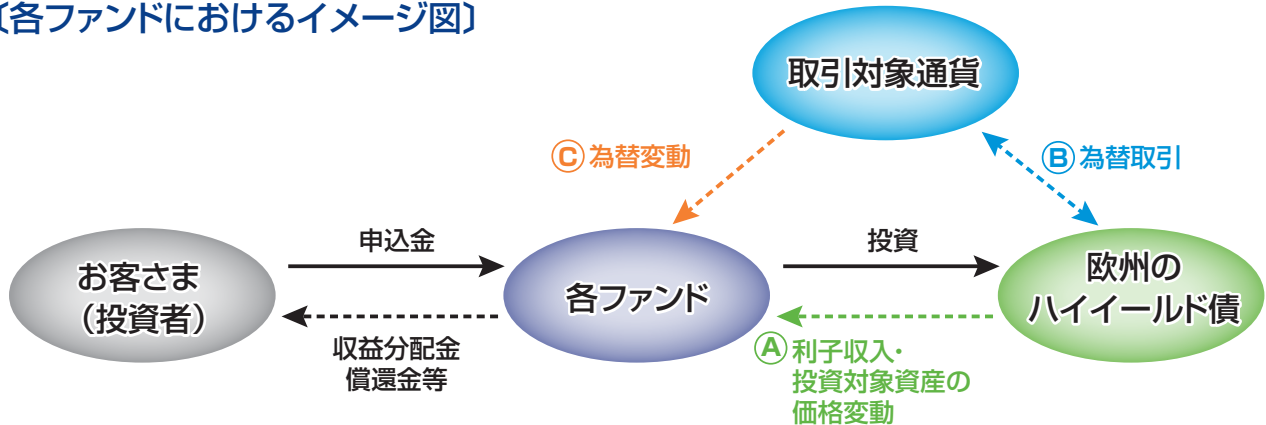 〔各ファンドにおけるイメージ図〕
取引対象通貨
Ⓒ為替変動
Ⓑ為替取引
申込金
投資
お客さま
（投資者）
各ファンド
欧州の
ハイイールド債
収益分配金
償還金等
Ⓐ利子収入・
投資対象資産の
価格変動